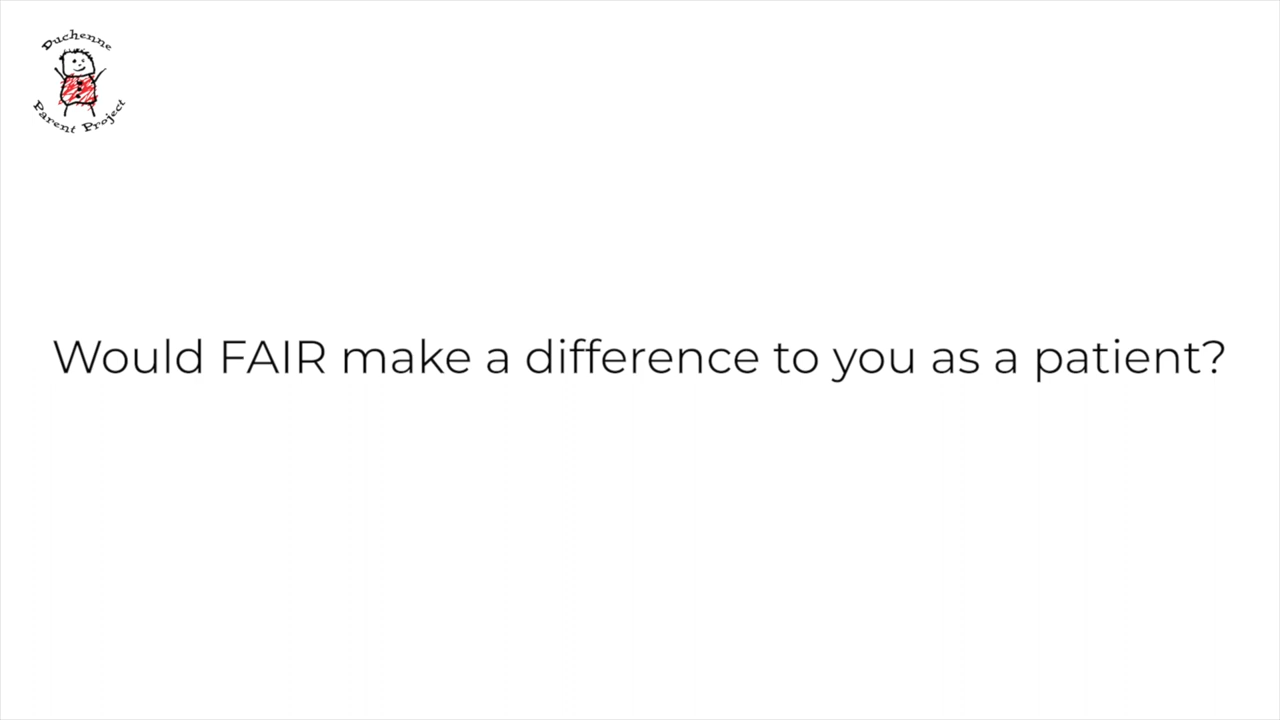 Duchenne
Parent Project
Would FAIR make a difference to you as a patient?